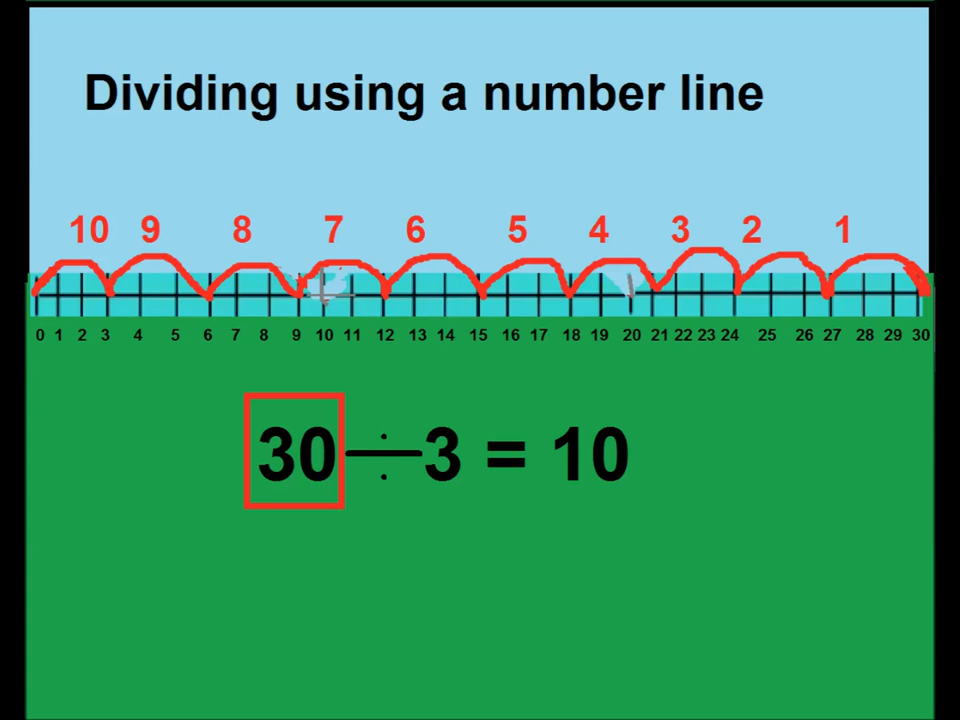 Dividing using a number line
10 9 8 7 6 5 4 3 2 1
0 1 2 3 4 5 6 7 8 9 10 11 12 13 14 15 16 17 18 19 20 21 22 23 24 25 26 27 28 29 30
30 ÷ 3 = 10